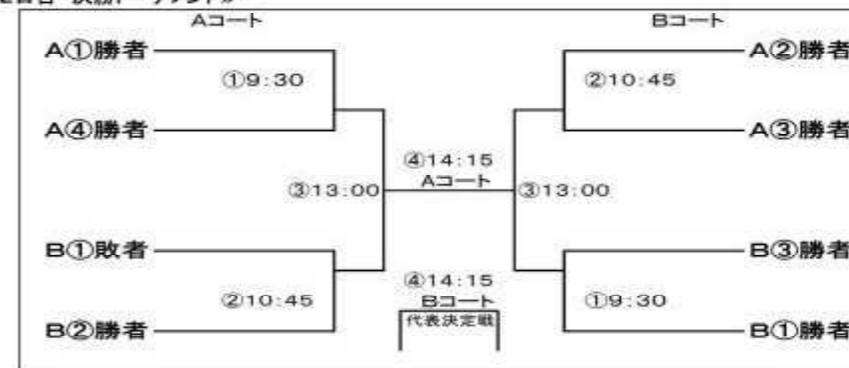 Aコート
Bコート
A①勝者
A②勝者
①9:30
②10:45
A④勝者
A③勝者
④14:15
Aコート
③13:00
③13:00
B①敗者
B③勝者
④14:15
Bコート
②10:45
①9:30
代表決定戦
B②勝者
B①勝者